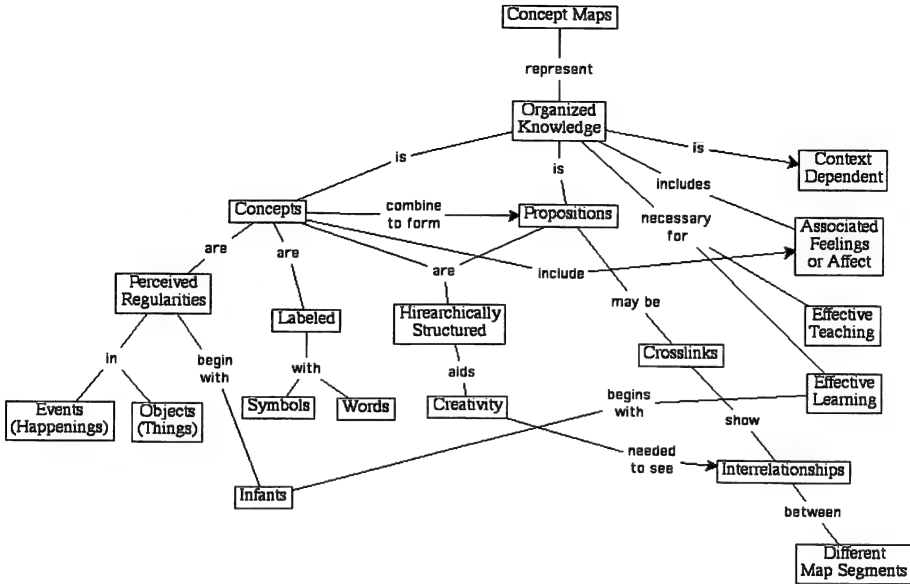 Concept Maps
represent
Organized
Knowledge
is
is
is
Context
Dependent
includes
Concepts
combine
to form
Propositions
necessary
for
Associated
Feelings
or Affect
are
are
are
include
Perceived
Regularities
may be
Labeled
Hirearchically
Structured
Effective
Teaching
in
begin
with
with
aids
Crosslinks
Effective
Learning
Events
(Happenings)
Objects
(Things)
Symbols
Words
Creativity
begins
with
show
needed
to see
Interrelationships
Infants
between
Different
Map Segments